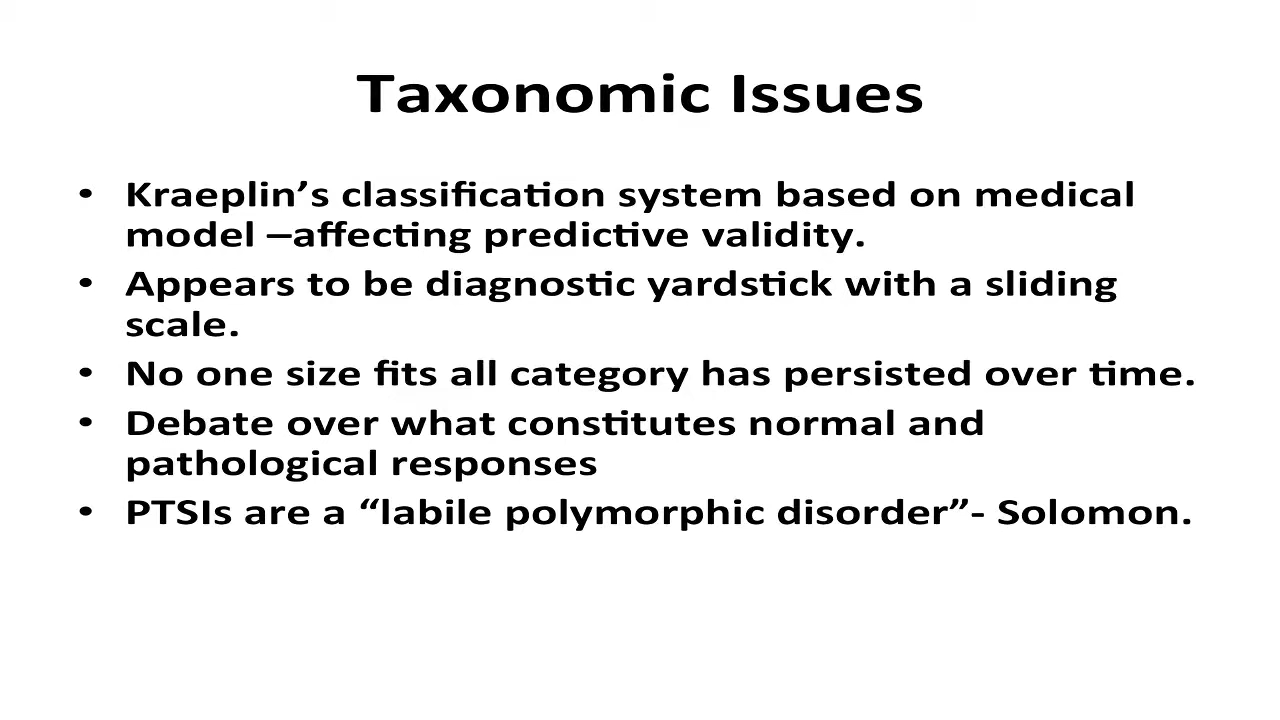 Taxonomic Issues
• Kraeplin’s classification system based on medical
model –affecting predictive validity.
• Appears to be diagnostic yardstick with a sliding
scale.
• No one size fits all category has persisted over time.
• Debate over what constitutes normal and
pathological responses
• PTSIs are a “labile polymorphic disorder”- Solomon.